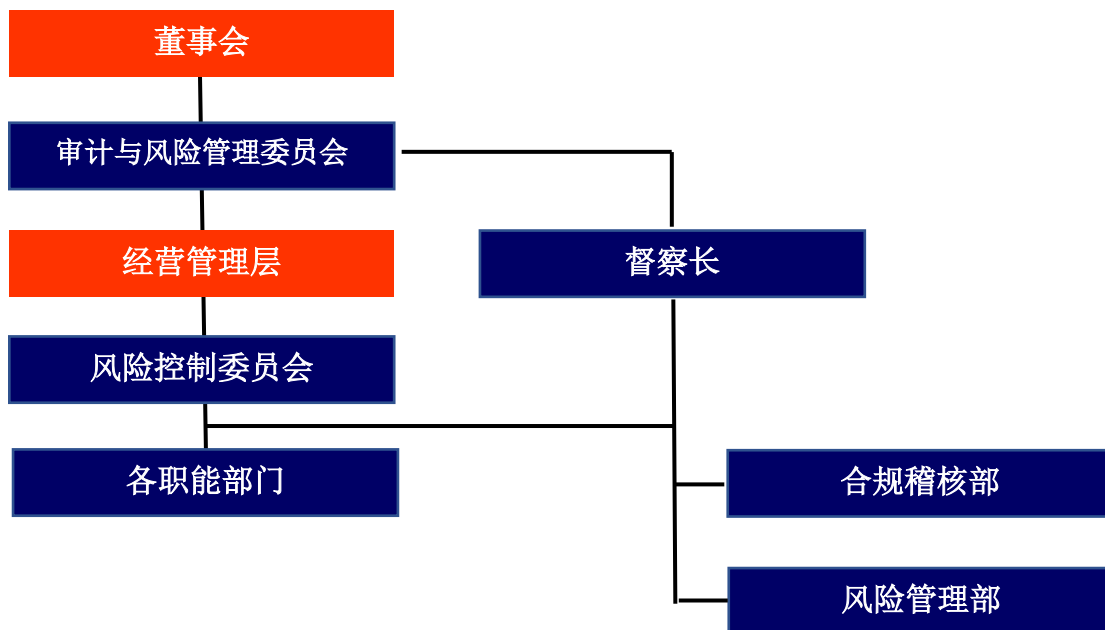 董事会
审计与风险管理委员会
经营管理层
督察长
风险控制委员会
各职能部门
合规稽核部
风险管理部